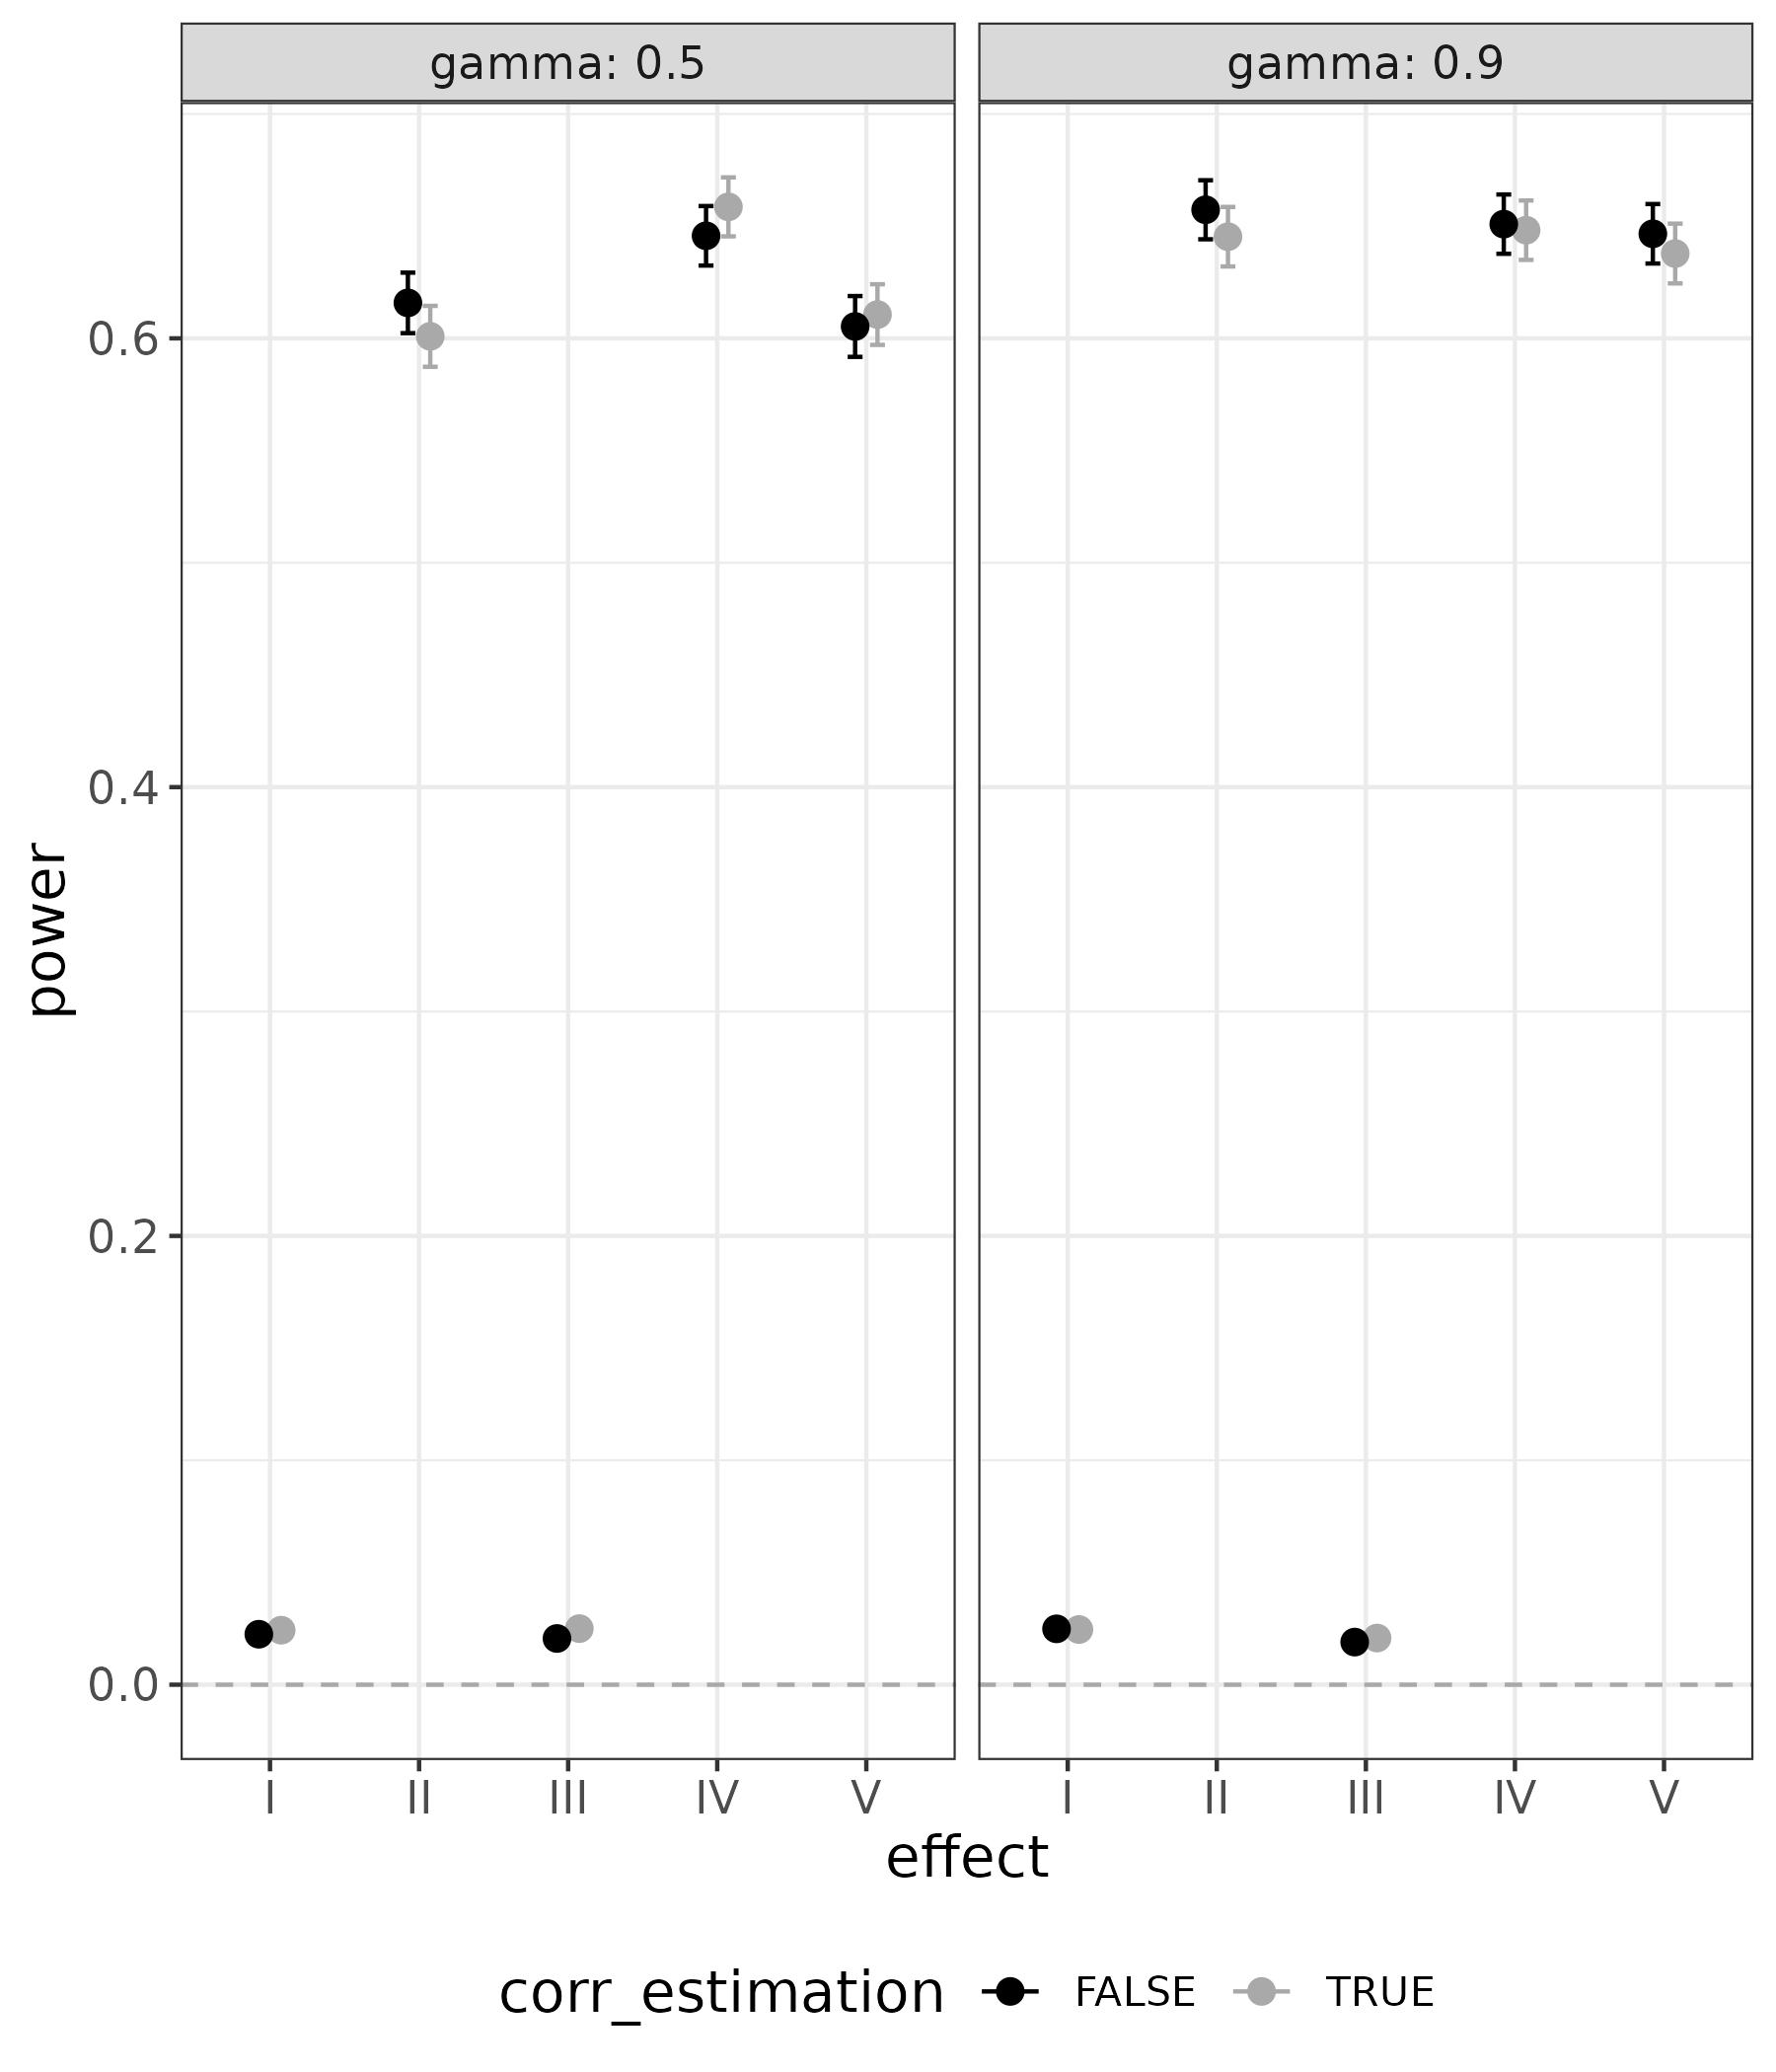 gamma: 0.5 gamma: 0.9
0.6
0.4
power
0.2
0.0
I II III IV V I II III IV V
effect
corr_estimation FALSE TRUE